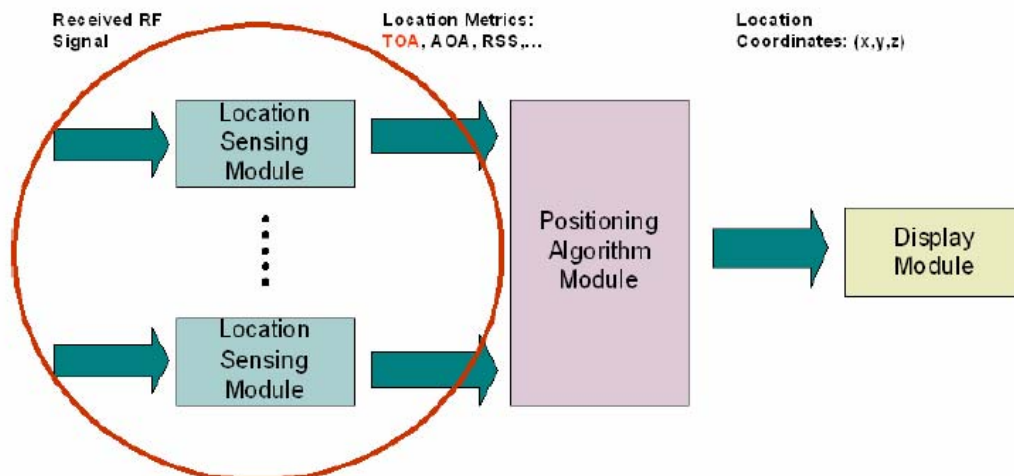 Received RF
Signal
Location Metrics:
TOA, AOA, RSS,...
Location
Coordinates: (x,y,z)
Location
Sensing
Module
Positioning
Algorithm
Module
Display
Module
Location
Sensing
Module